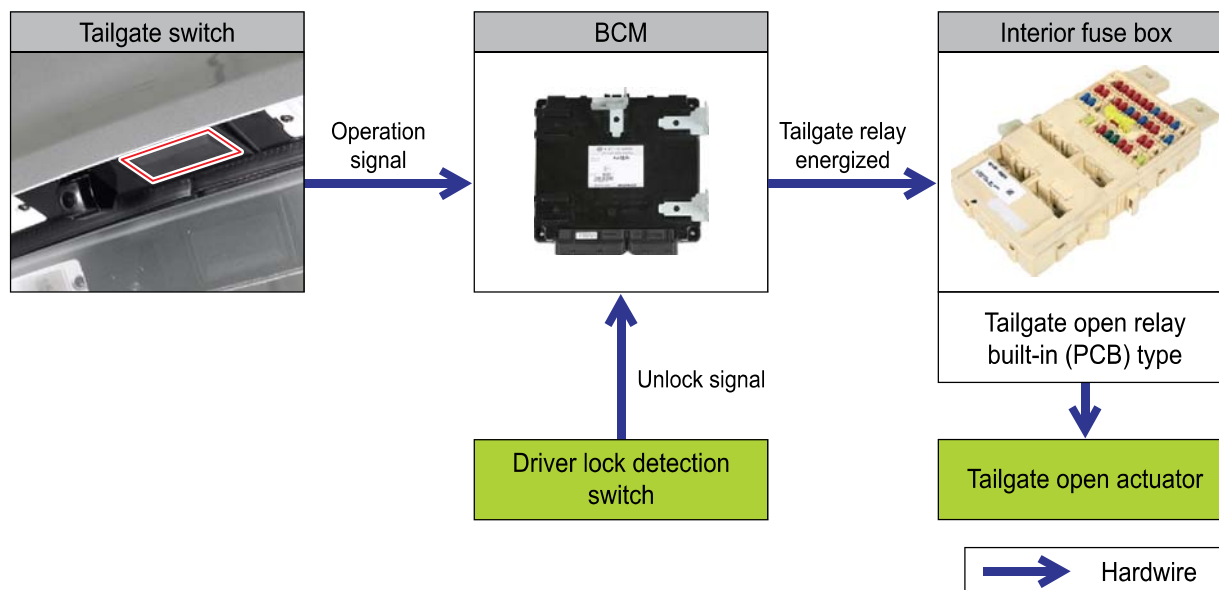 Tailgate switch
BCM
Interior fuse box
Operation
signal
Tailgate relay
energized
Tailgate open relay
built-in (PCB) type
Unlock signal
Driver lock detection
switch
Tailgate open actuator
Hardwire